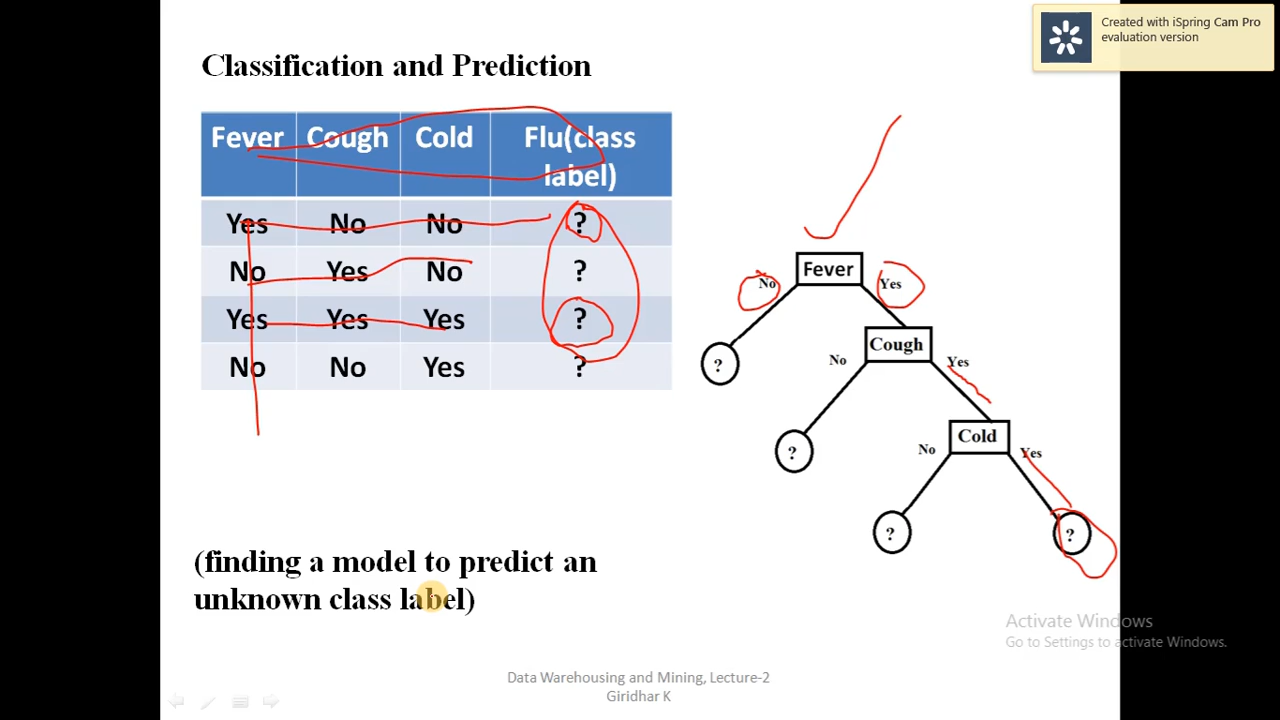 Created with iSpring Cam Pro
evaluation version
Classification and Prediction
Fever Cough Cold Flu(class
label)
Yes No No ?
No Yes No ?
Yes Yes Yes ?
No No Yes ?
Fever
No Yes
Cough
?
No Yes
Cold
?
No Yes
? ?
(finding a model to predict an
unknown class label)
Activate Windows
Go to Settings to activate Windows.
Data Warehousing and Mining, Lecture-2
Giridhar K